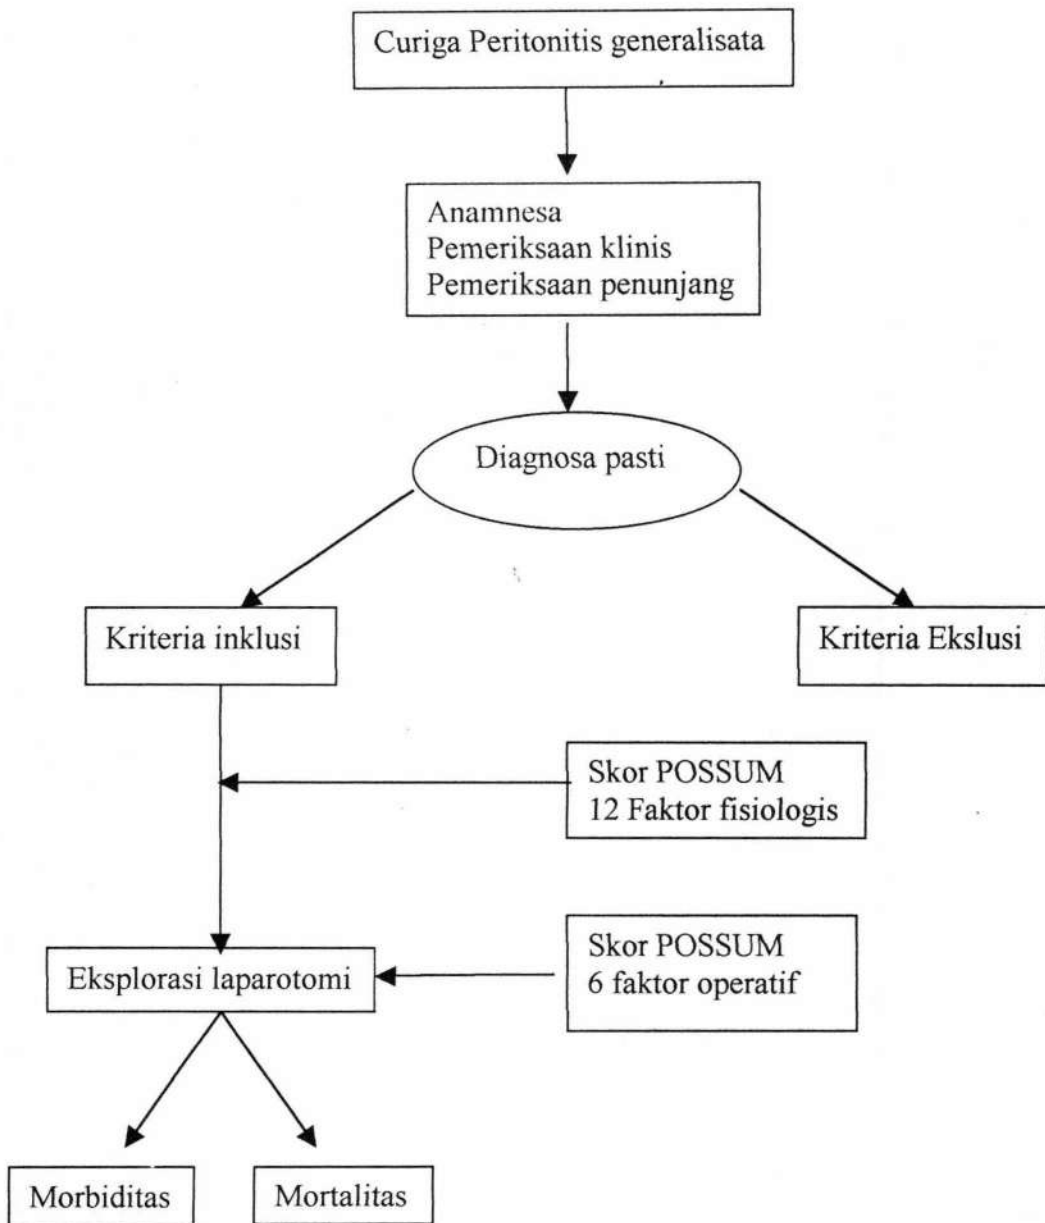 Curiga Peritonitis generalisata
Anamnesa
Pemeriksaan klinis
Pemeriksaan penunjang
Diagnosa pasti
Kriteria inklusi
Kriteria Ekslusi
Skor POSSUM
12 Faktor fisiologis
Skor POSSUM
6 faktor operatif
Eksplorasi laparotomi
Morbiditas
Mortalitas